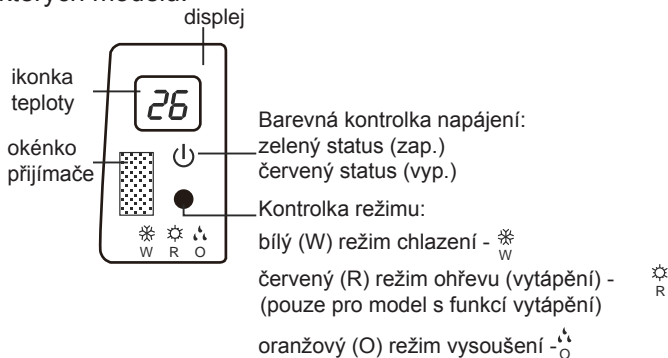 displej
ikonka
teploty
26
okénko
přijímače
W R O
Barevná kontrolka napájení:
zelený status (zap.)
červený status (vyp.)
Kontrolka režimu:
bílý (W) režim chlazení -
W
červený (R) režim ohřevu (vytápění) -
R
(pouze pro model s funkcí vytápění)
oranžový (O) režim vysoušení -
O